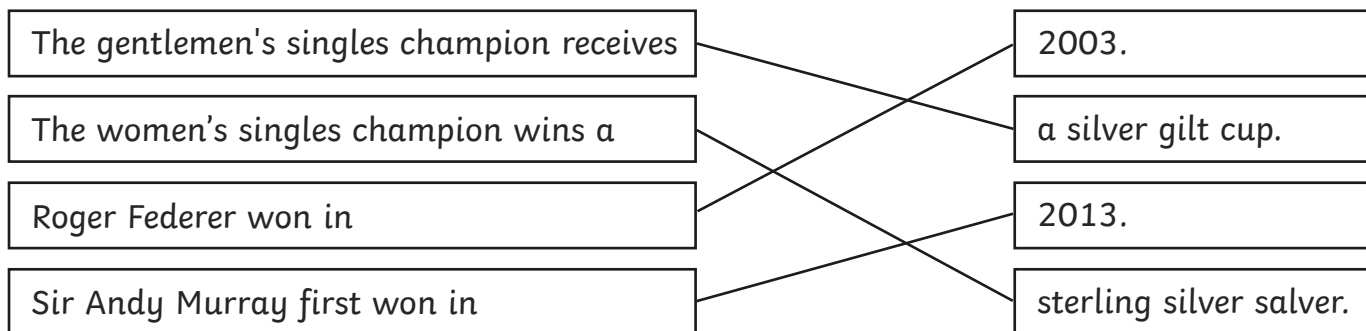 The gentlemen's singles champion receives
2003.
The women’s singles champion wins a
a silver gilt cup.
Roger Federer won in
2013.
Sir Andy Murray first won in
sterling silver salver.